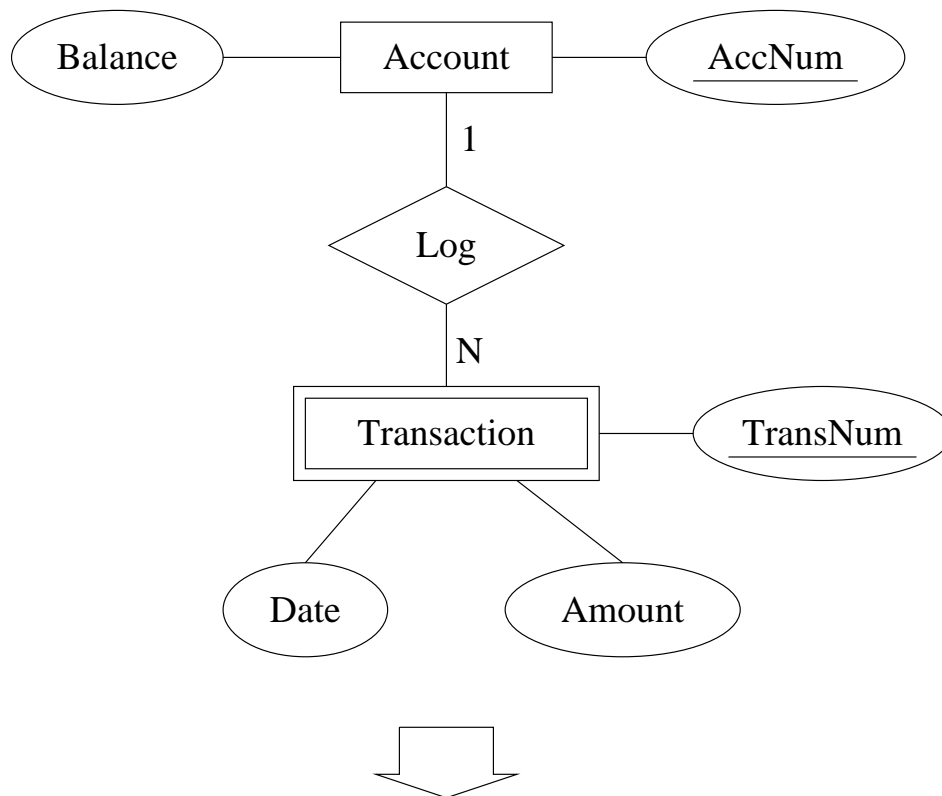 Balance Account AccNum
1
Log
N
Transaction TransNum
Date Amount